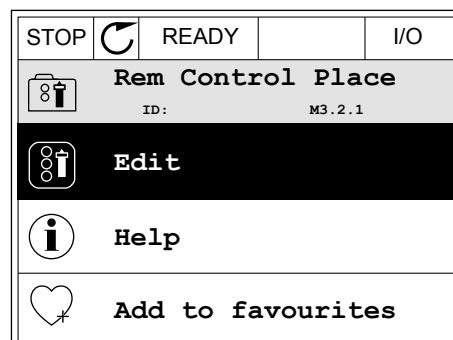 STOP READY I/O
Rem Control Place
ID: M3.2.1
Edit
Help
Add to favourites